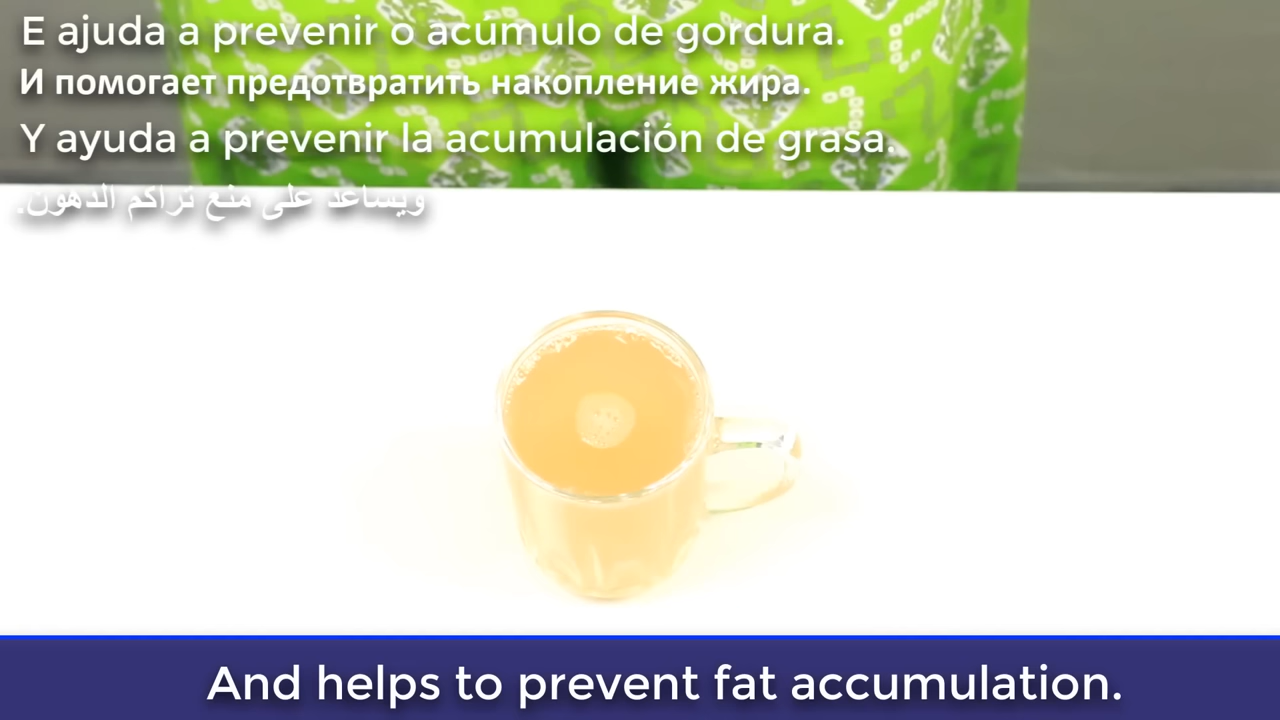 E ajuda a prevenir o acúmulo de gordura.
И помогает предотвратить накопление жира.
Y ayuda a prevenir la acumulación de grasa.
ويساعد على منع تراكم الدهون.
And helps to prevent fat accumulation.